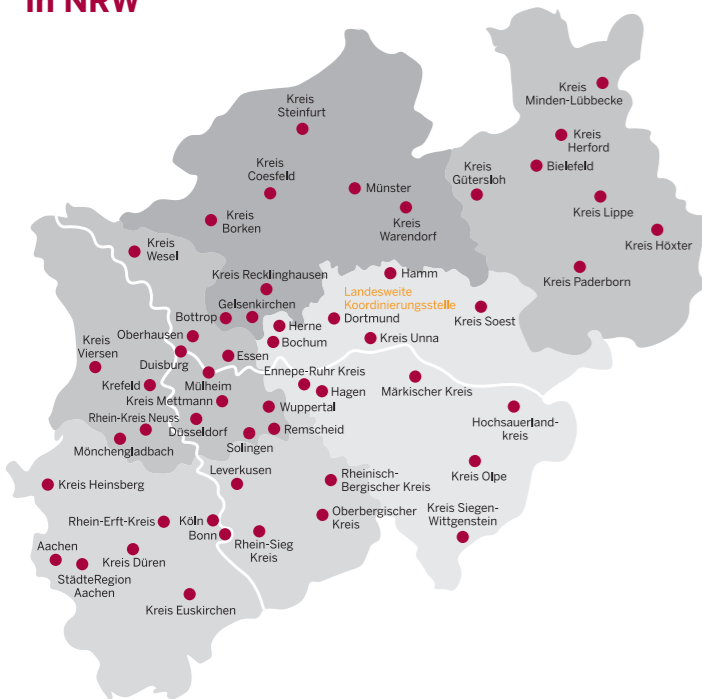 in NRW
Kreis
Minden-Lübbecke
Kreis
Steinfurt
Kreis
Herford
Kreis
Coesfeld
Kreis
Gütersloh
Bielefeld
Münster
Kreis Lippe
Kreis
Borken
Kreis
Warendorf
Kreis Höxter
Kreis
Wesel
Kreis Recklinghausen
Hamm
Kreis Paderborn
Landesweite
Koordinierungsstelle
Gelsenkirchen
Bottrop
Dortmund
Kreis Soest
Herne
Oberhausen
Bochum
Kreis Unna
Kreis
Viersen
Duisburg
Essen
Ennepe-Ruhr Kreis
Krefeld
Mülheim
Hagen
Märkischer Kreis
Kreis Mettmann
Wuppertal
Rhein-Kreis Neuss
Düsseldorf
Remscheid
Hochsauerland-
kreis
Mönchengladbach
Solingen
Leverkusen
Rheinisch-
Bergischer Kreis
Kreis Olpe
Kreis Heinsberg
Oberbergischer
Kreis
Kreis Siegen-
Wittgenstein
Rhein-Erft-Kreis
Köln
Bonn
Rhein-Sieg
Kreis
Aachen
Kreis Düren
StädteRegion
Aachen
Kreis Euskirchen